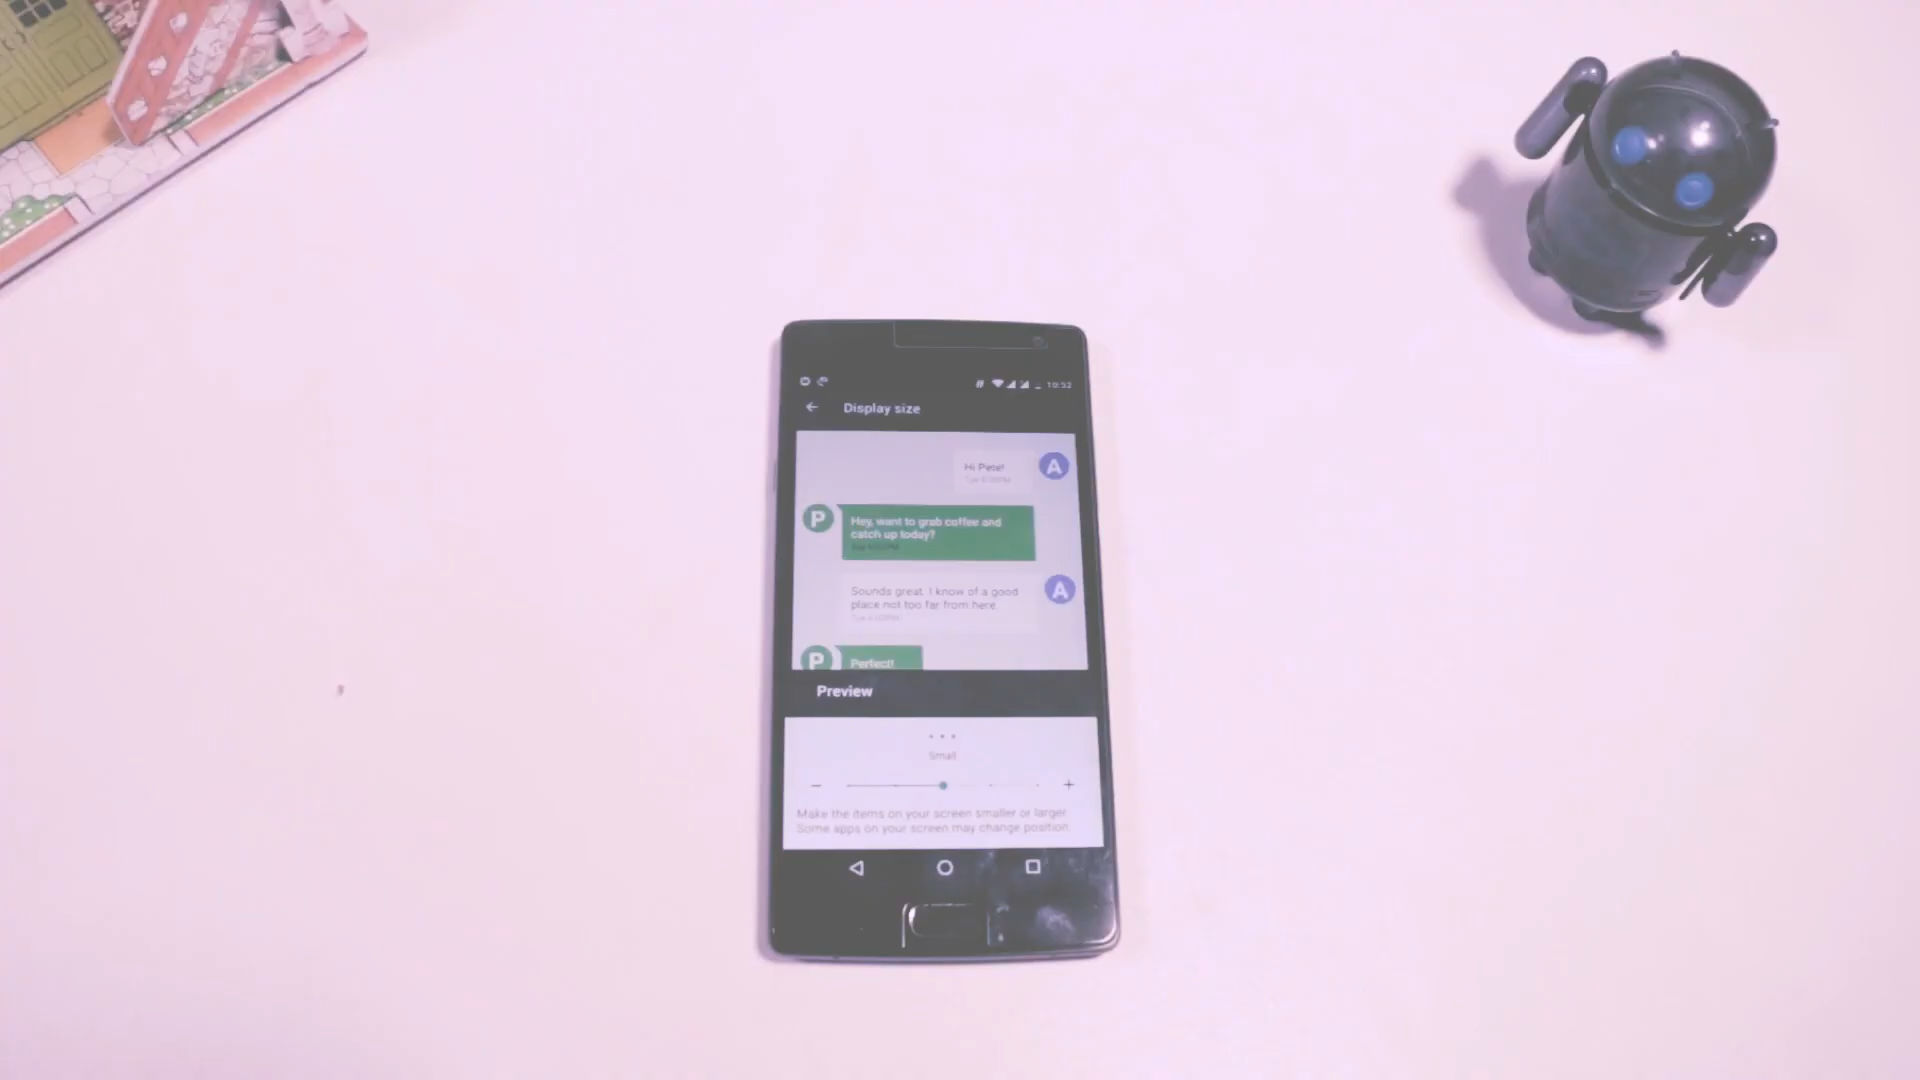 10:52
Display size
Hi Pete!
A
P
Hey, want to grab coffee and
catch up today?
Sounds great. I know of a good
place not too far from here.
A
P
Perfect!
Preview
Small
Make the items on your screen smaller or larger.
Some apps on your screen may change position.